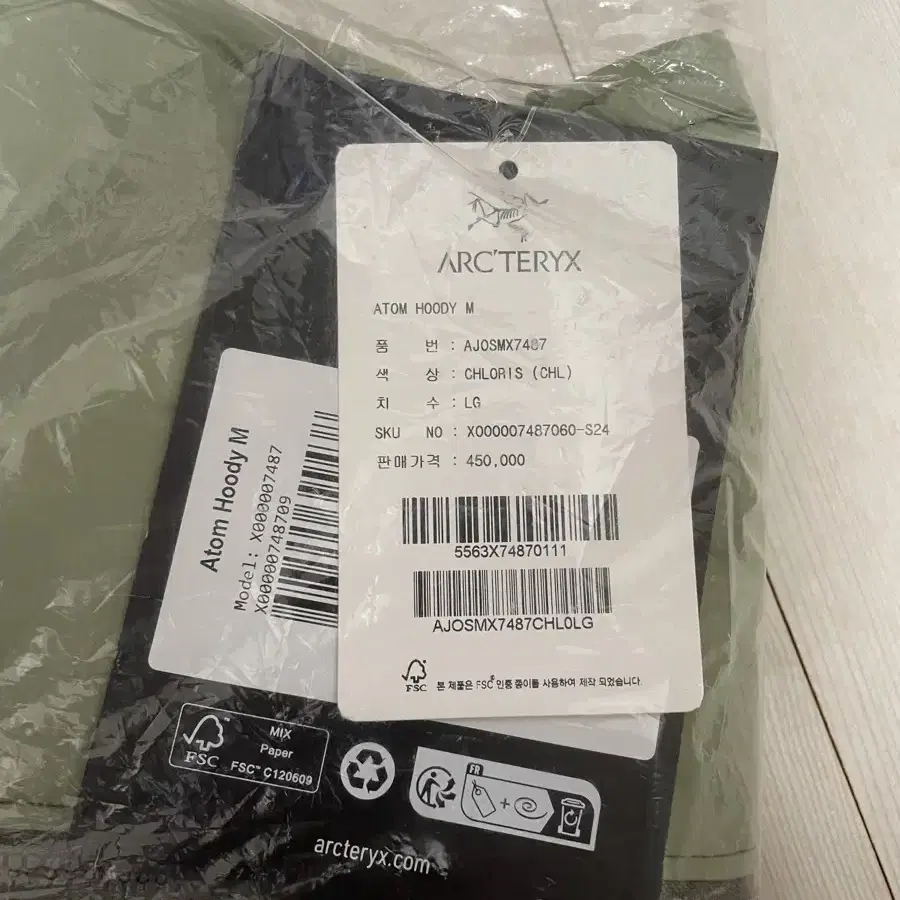 ARC'TERYX
ATOM HOODY M
품 번 : AJOSMX7487
색 상 : CHLORIS (CHL)
치 수 : LG
SKU NO : X000007487060-S24
판매가격 : 450,000
5563X74870111
AJOSMX7487CHL0LG
FSC 본 제품은 FSC® 인증 종이를 사용하여 제작 되었습니다.
Atom Hoody M
Model: X000007487
X00000748709
FSC™
MIX
Paper
FSC™ C120609
FR
arcteryx.com